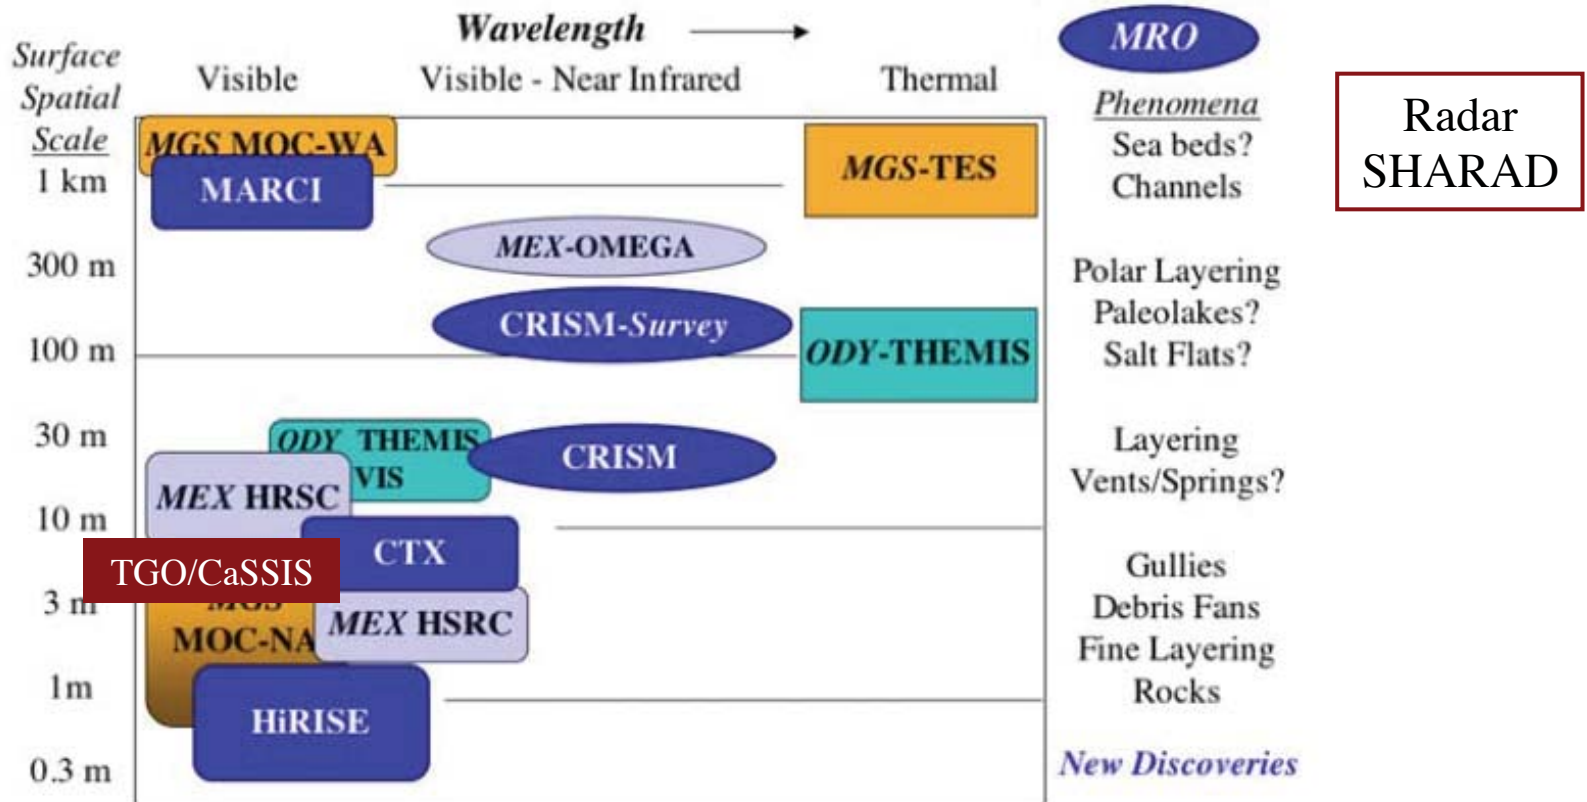 Wavelength
MRO
Surface
Spatial
Scale
Visible
Visible - Near Infrared
Thermal
Phenomena
Sea beds?
Channels
Radar
SHARAD
MGS MOC-WA
MARCI
MGS-TES
1 km
MEX-OMEGA
300 m
Polar Layering
Paleolakes?
Salt Flats?
CRISM-Survey
ODY-THEMIS
100 m
30 m
ODY THEMIS
VIS
CRISM
Layering
Vents/Springs?
MEX HRSC
10 m
CTX
TGO/CaSSIS
Gullies
Debris Fans
Fine Layering
Rocks
3 m
MGS
MOC-NA
MEX HSRC
1m
HiRISE
0.3 m
New Discoveries